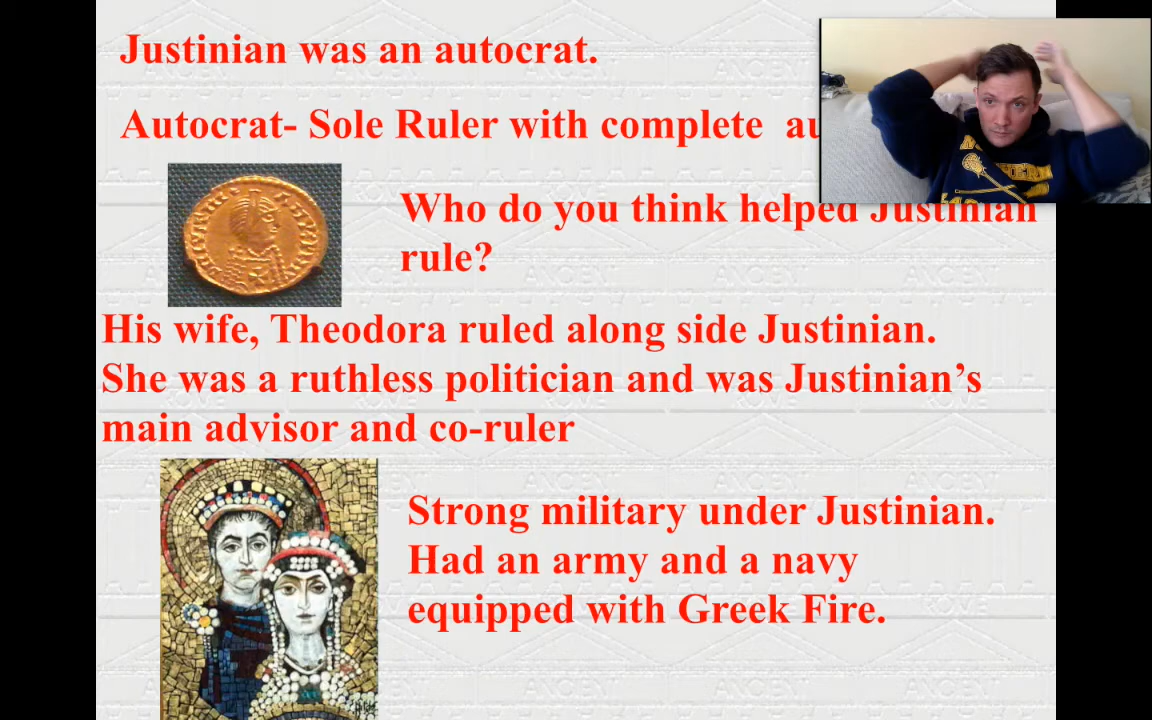 Justinian was an autocrat.
Autocrat- Sole Ruler with complete
Who do you think helped Justinian
rule?
His wife, Theodora ruled along side Justinian.
She was a ruthless politician and was Justinian’s
main advisor and co-ruler
Strong military under Justinian.
Had an army and a navy
equipped with Greek Fire.